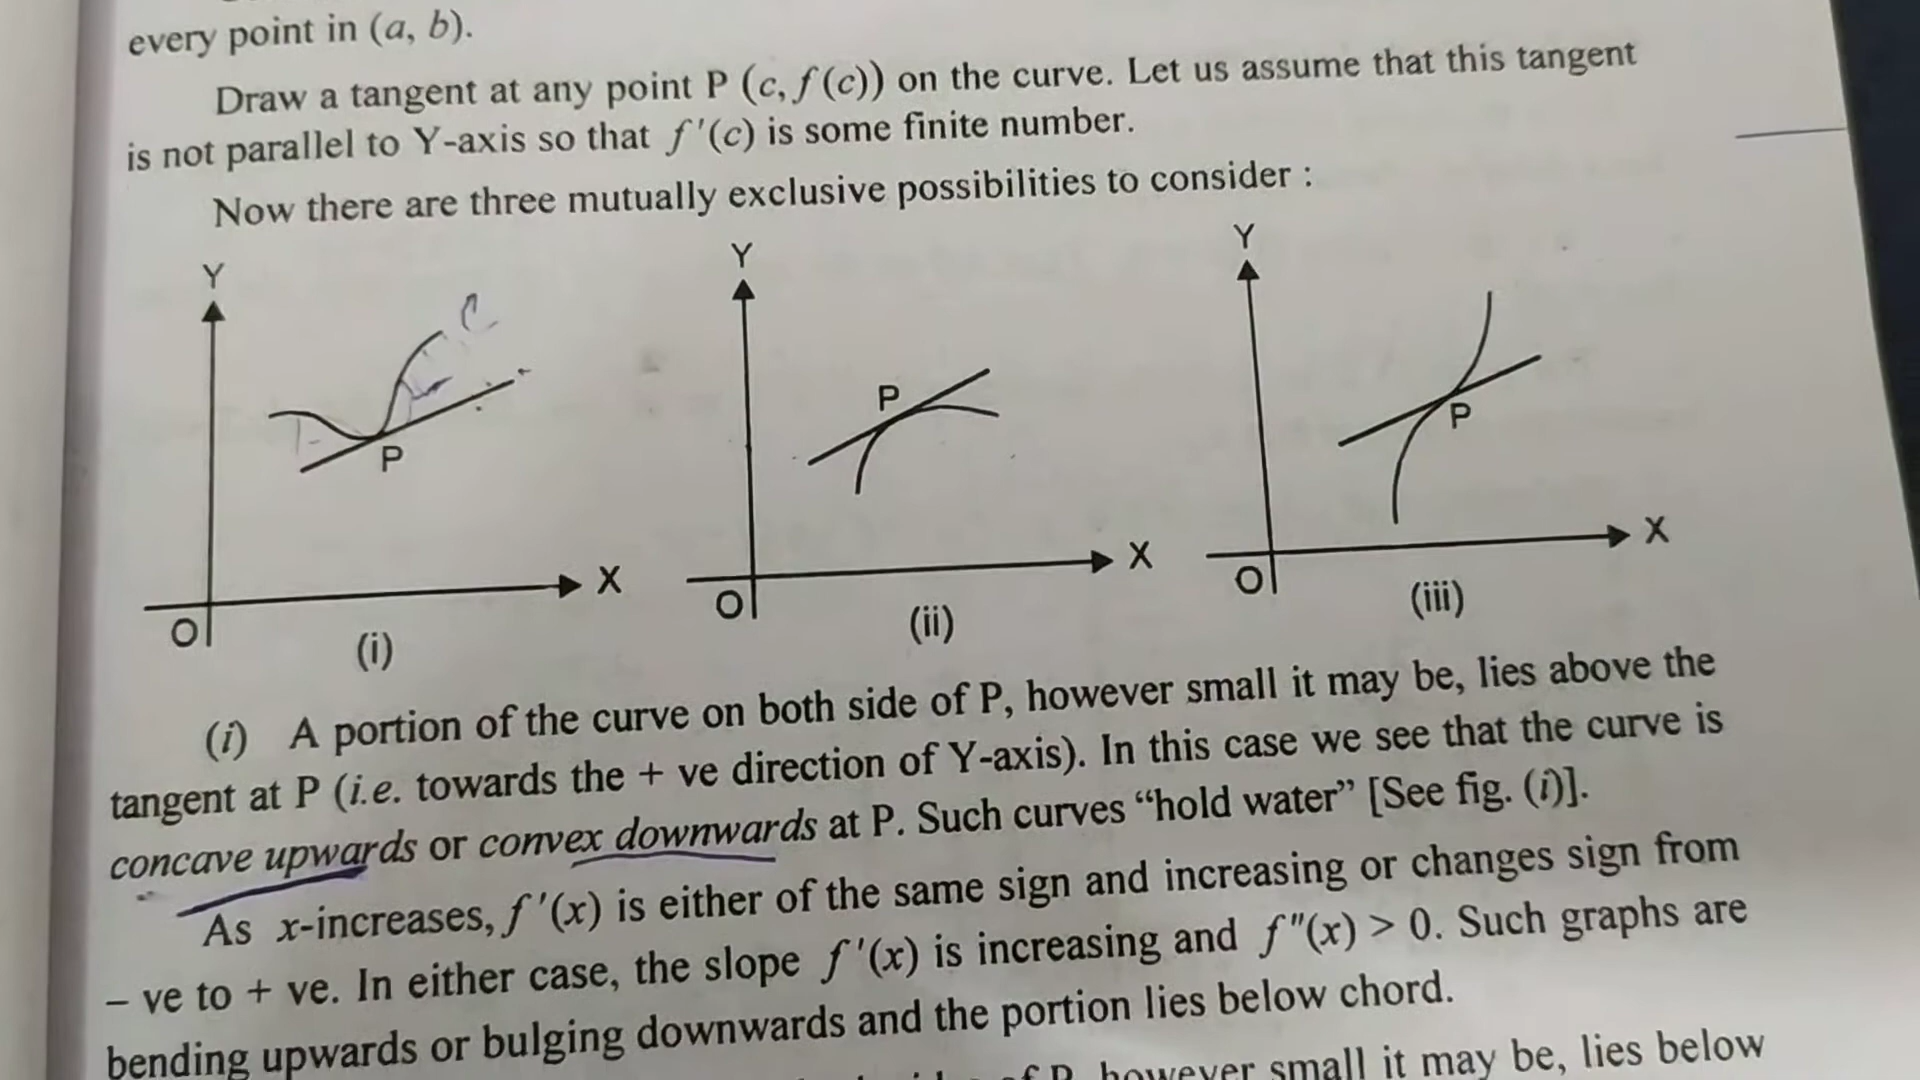 every point in (a, b).
Draw a tangent at any point P (c, f (c)) on the curve. Let us assume that this tangent
is not parallel to Y-axis so that f ′(c) is some finite number.
Now there are three mutually exclusive possibilities to consider :
Y Y Y
P P P
X X X
O O O
(i) (ii) (iii)
(i) A portion of the curve on both side of P, however small it may be, lies above the
tangent at P (i.e. towards the + ve direction of Y-axis). In this case we see that the curve is
concave upwards or convex downwards at P. Such curves “hold water” [See fig. (i)].
As x-increases, f ′(x) is either of the same sign and increasing or changes sign from
– ve to + ve. In either case, the slope f ′(x) is increasing and f ″(x) > 0. Such graphs are
bending upwards or bulging downwards and the portion lies below chord.
of P, however small it may be, lies below